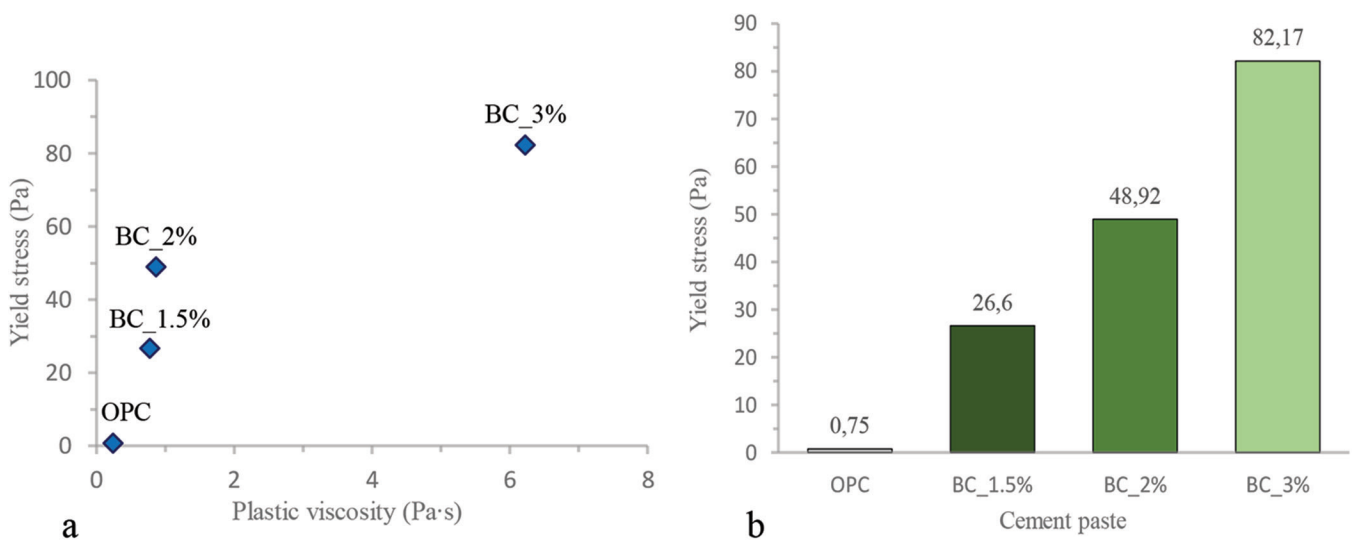 100
80
60
40
20
0
Yield stress (Pa)
BC_3%
BC_2%
BC_1.5%
OPC
0 2 4 6 8
Plastic viscosity (Pa·s)
a
90
80
70
60
50
40
30
20
10
0
Yield stress (Pa)
0,75
26,6
48,92
82,17
OPC BC_1.5% BC_2% BC_3%
Cement paste
b